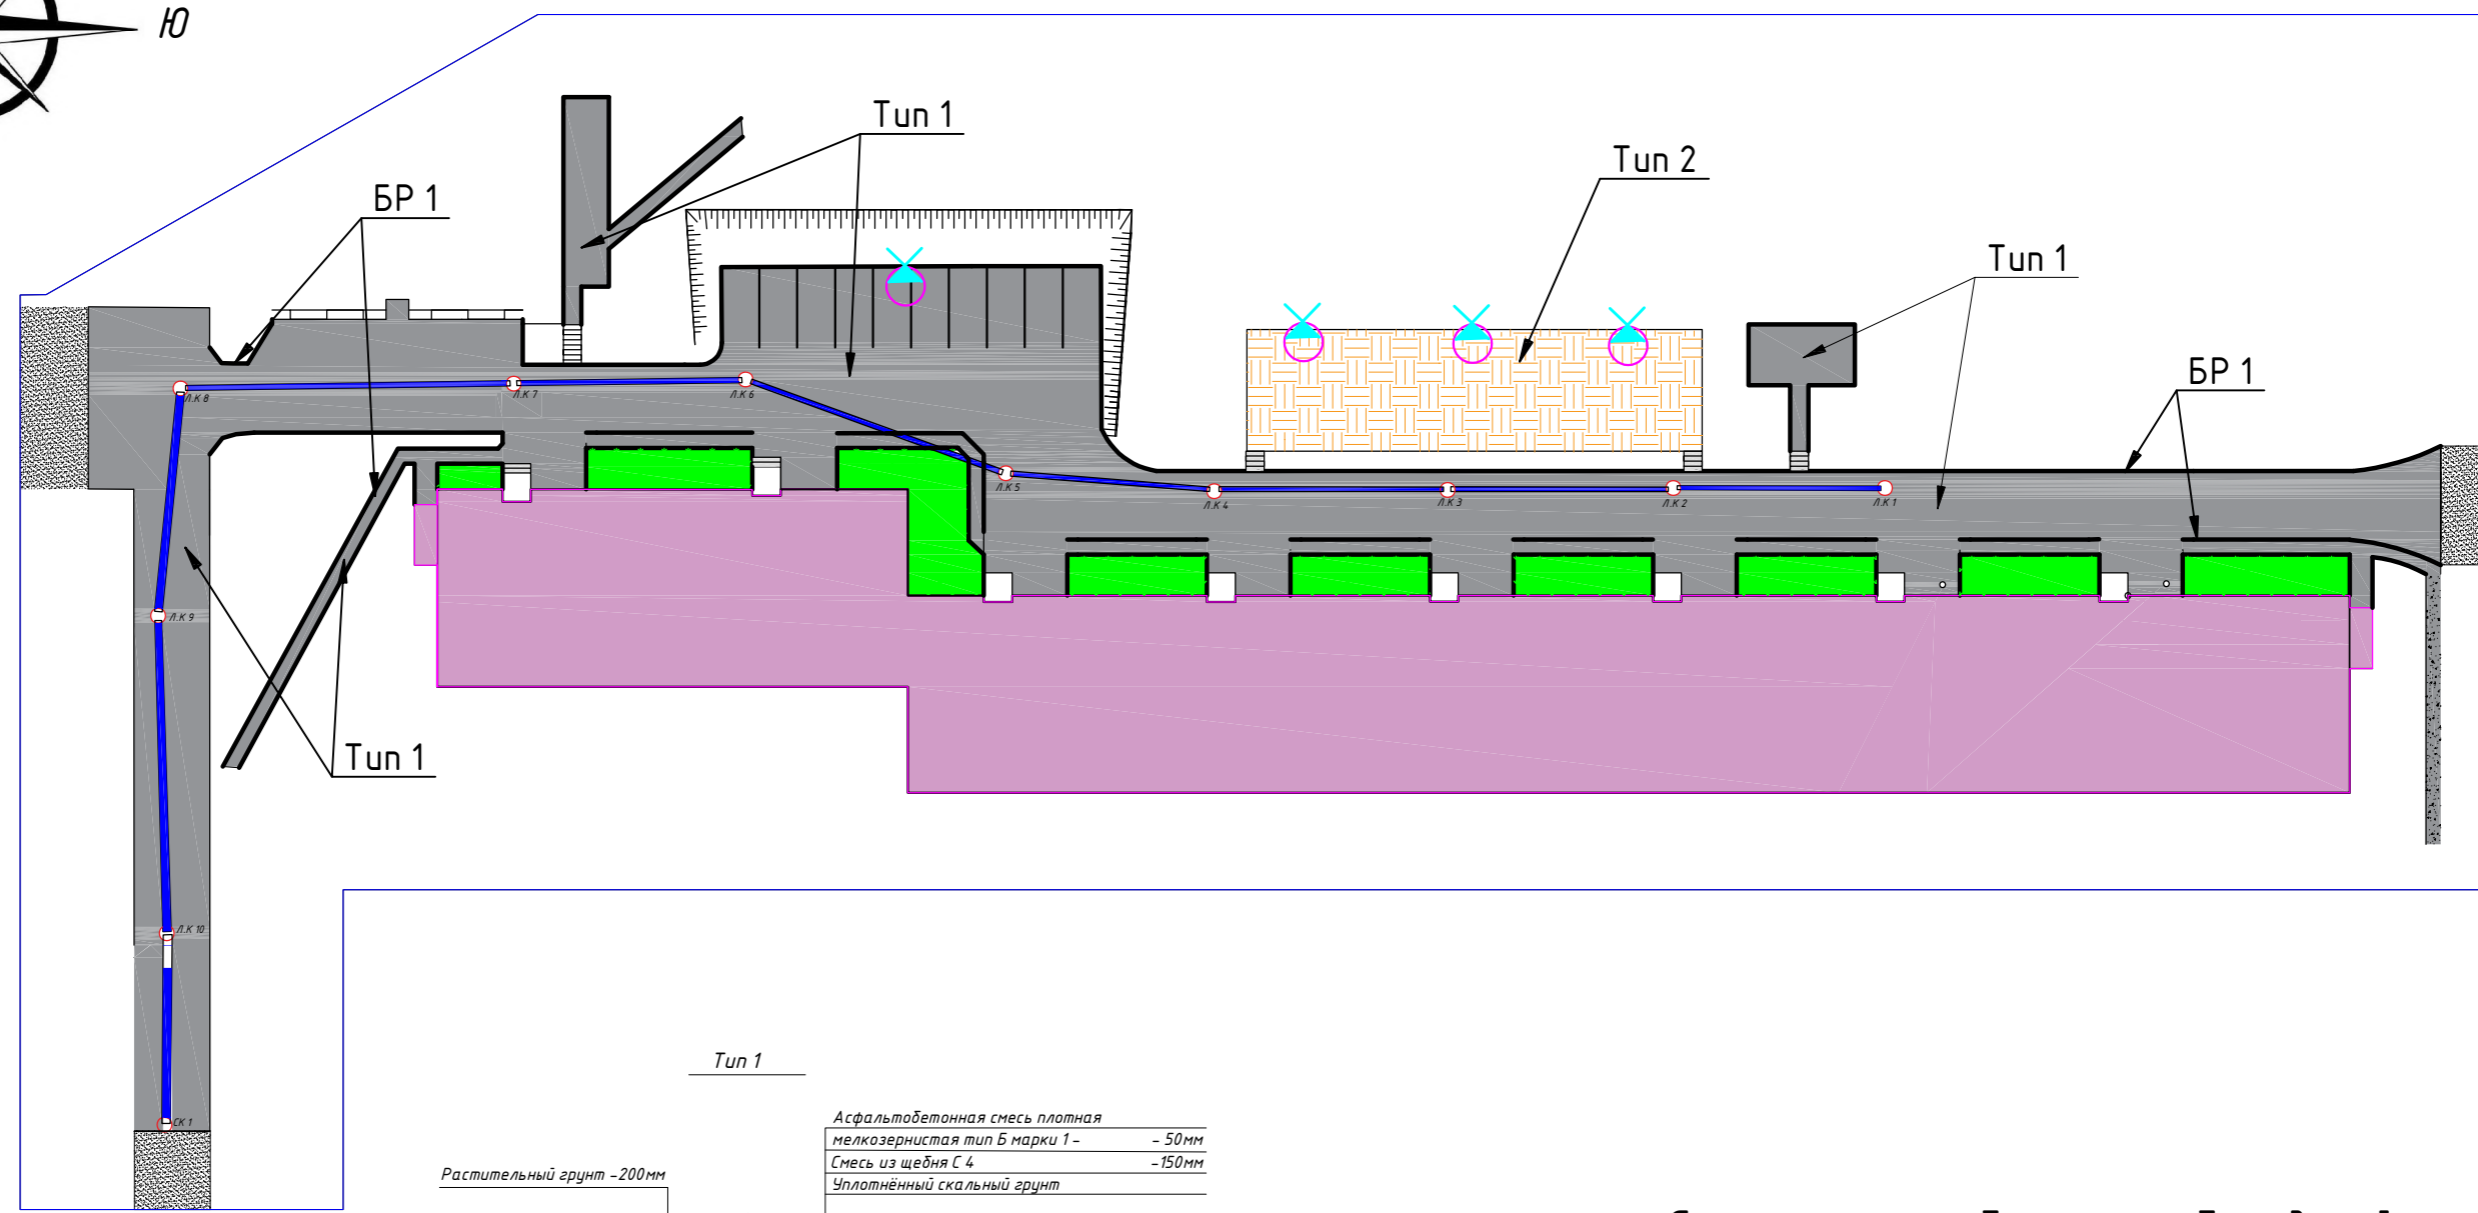 Ю
Тип 1
Тип 2
БР 1
Тип 1
БР 1
Л.К 8
Л.К 7
Л.К 6
Л.К 5
Л.К 4
Л.К 3
Л.К 2
Л.К 1
Л.К 9
Тип 1
Л.К 10
СК 1
Тип 1
Асфальтобетонная смесь плотная
мелкозернистая тип Б марки 1 - - 50мм
Смесь из щебня С 4 -150мм
Уплотнённый скальный грунт
Растительный грунт -200мм